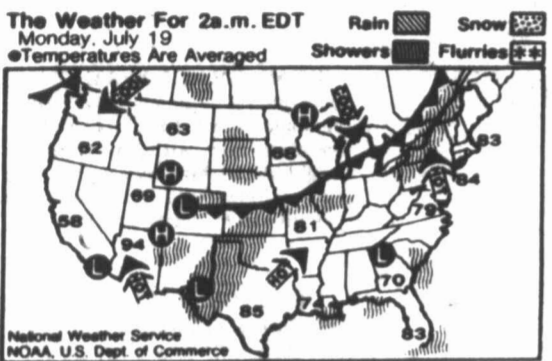 The Weather For 2a.m. EDT
Monday, July 19
Temperatures Are Averaged
Rain
Snow
Showers
Flurries
H
63
62
H
68
83
84
69
L
79
58
H
81
94
L
L
L
70
85
74
83
National Weather Service
NOAA, U.S. Dept. of Commerce